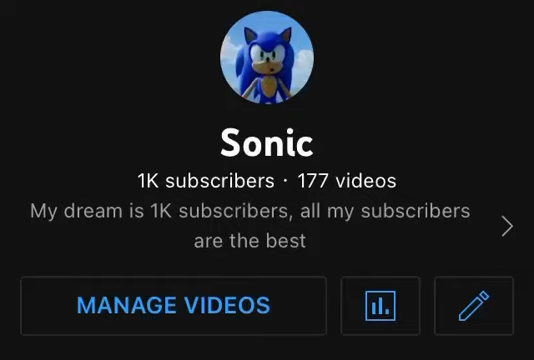 Sonic
1K subscribers · 177 videos
My dream is 1K subscribers, all my subscribers
are the best
MANAGE VIDEOS